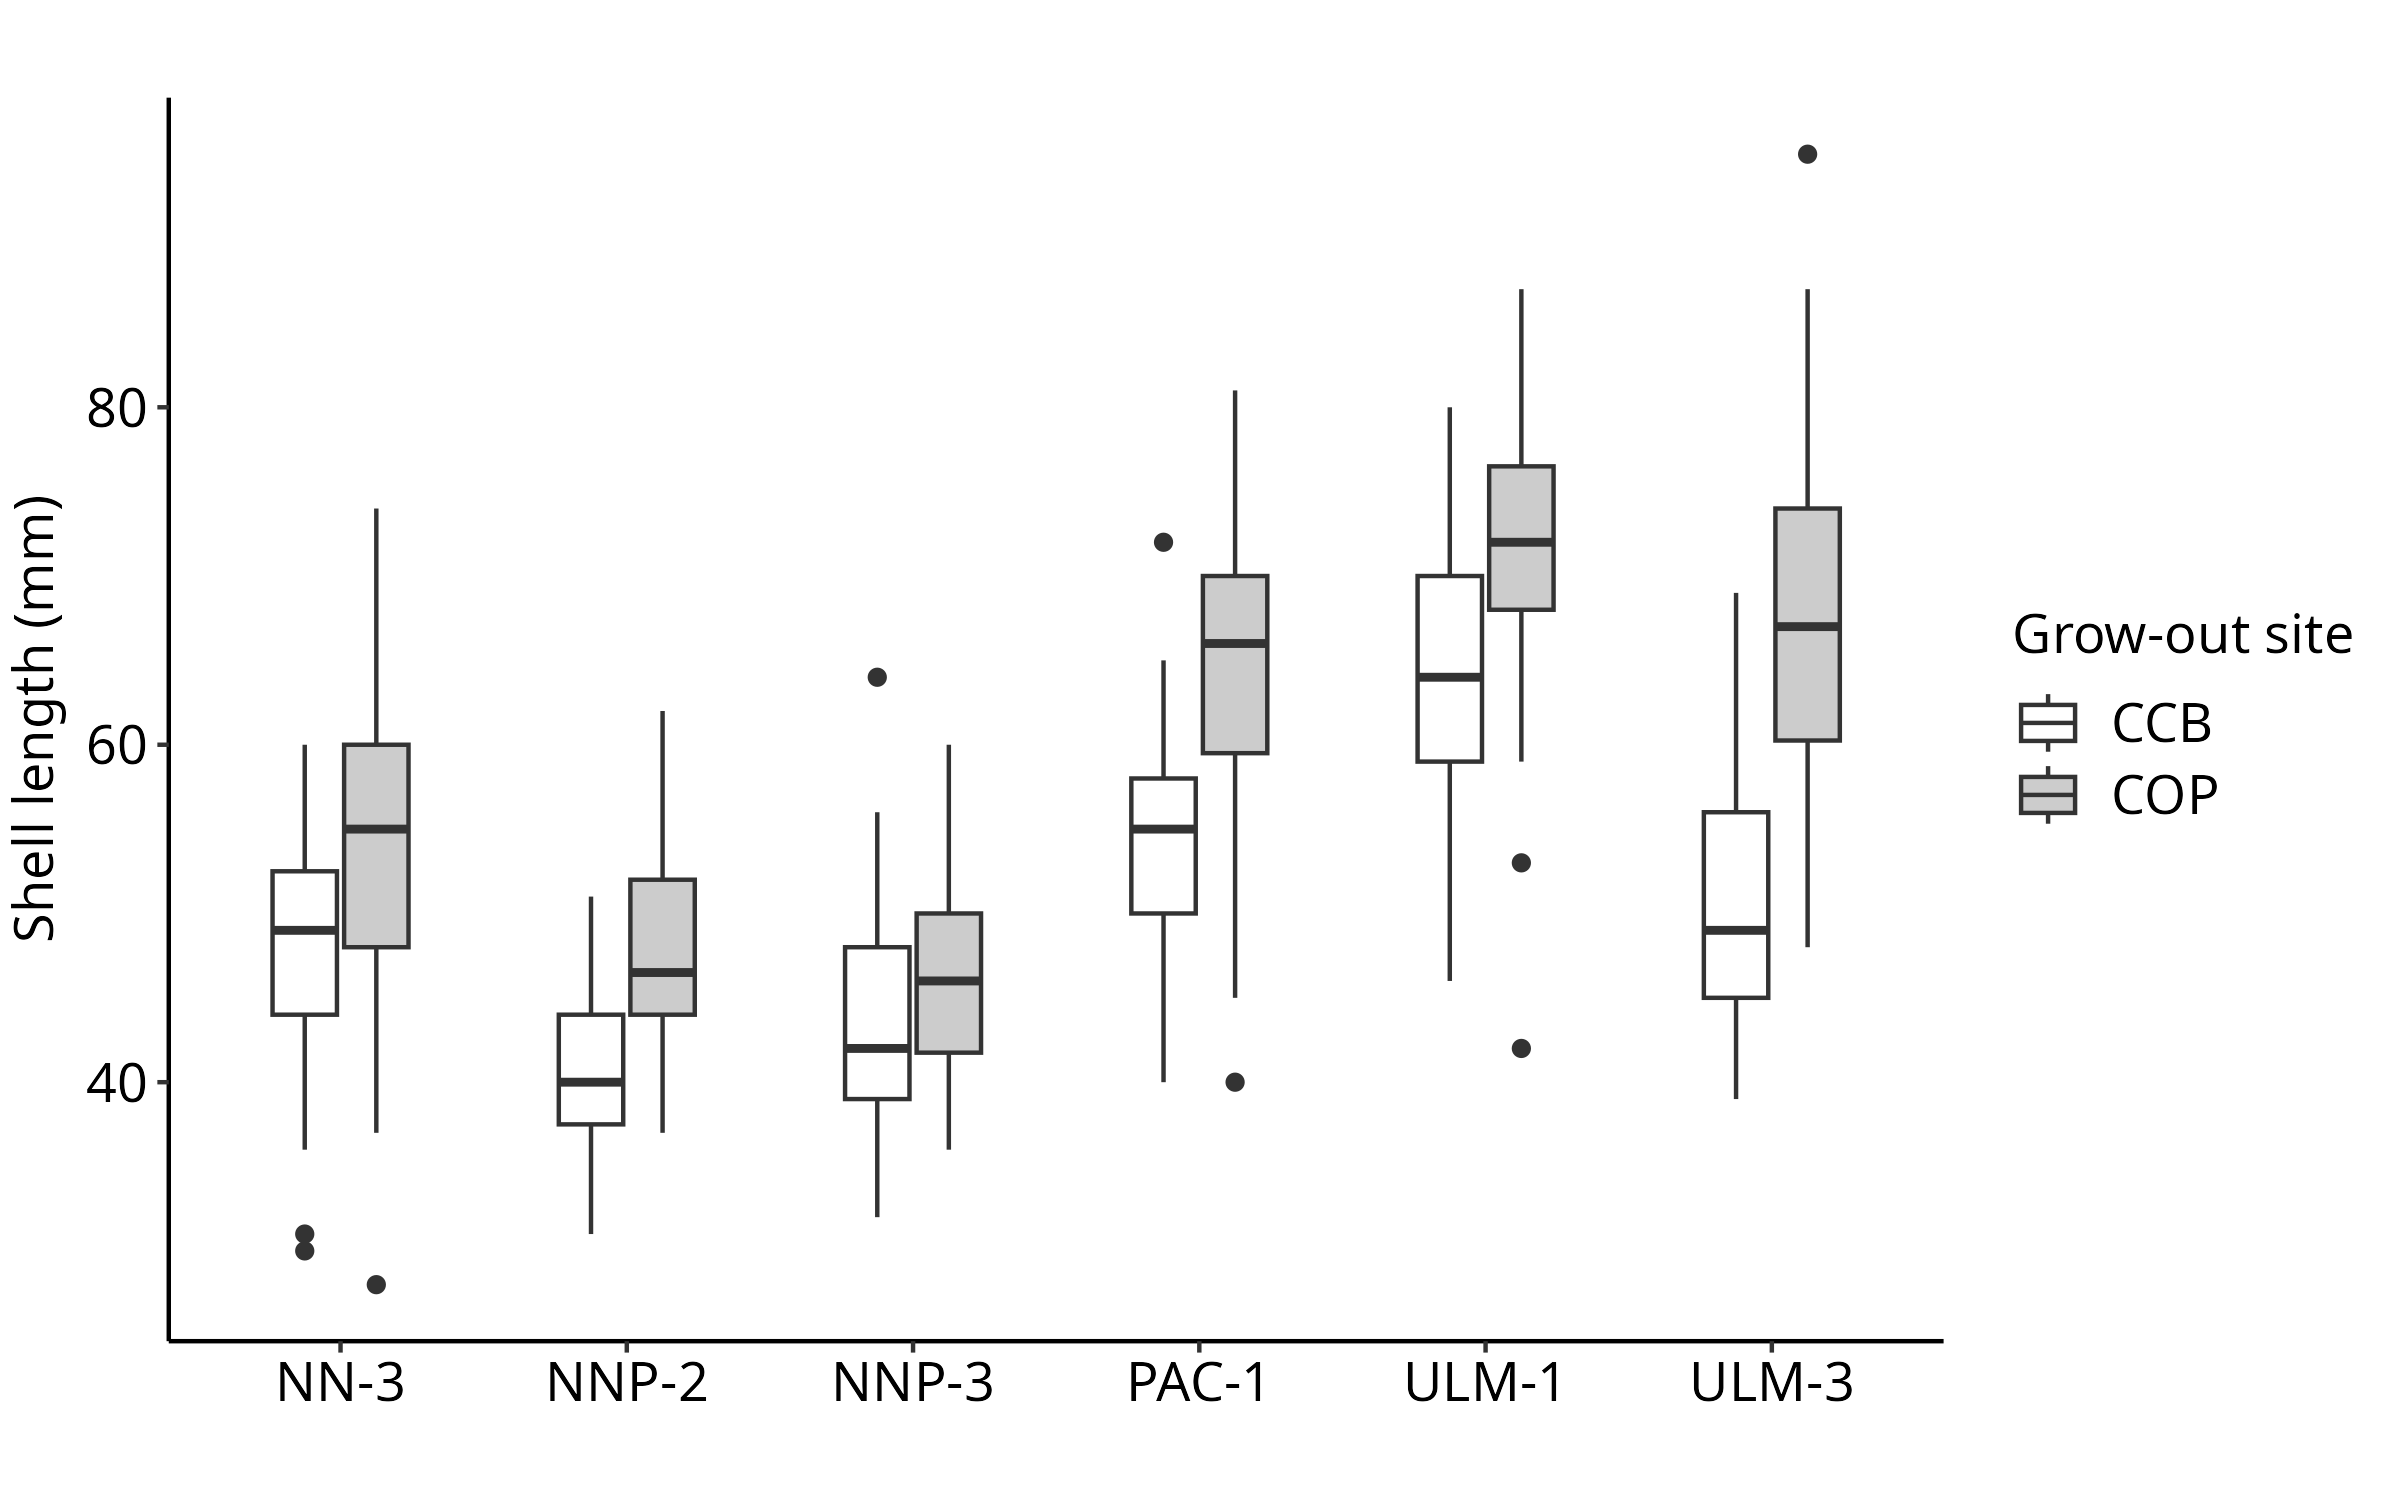 Shell length (mm)
80
60
40
NN-3
NNP-2
NNP-3
PAC-1
ULM-1
ULM-3
Grow-out site
CCB
COP